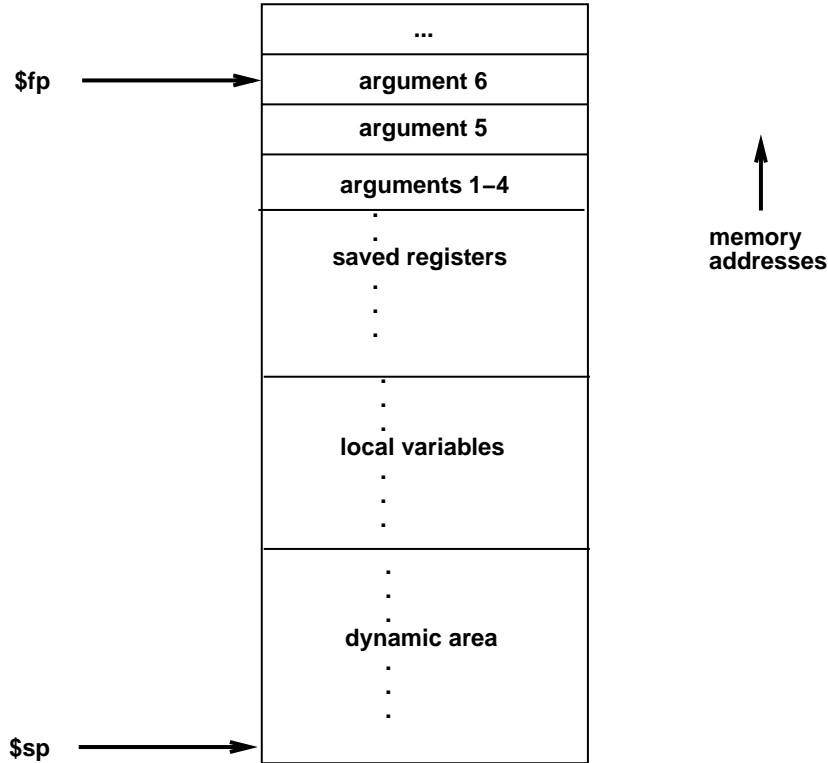 ...
$fp
argument 6
argument 5
arguments 1−4
saved registers
memory
addresses
local variables
dynamic area
$sp